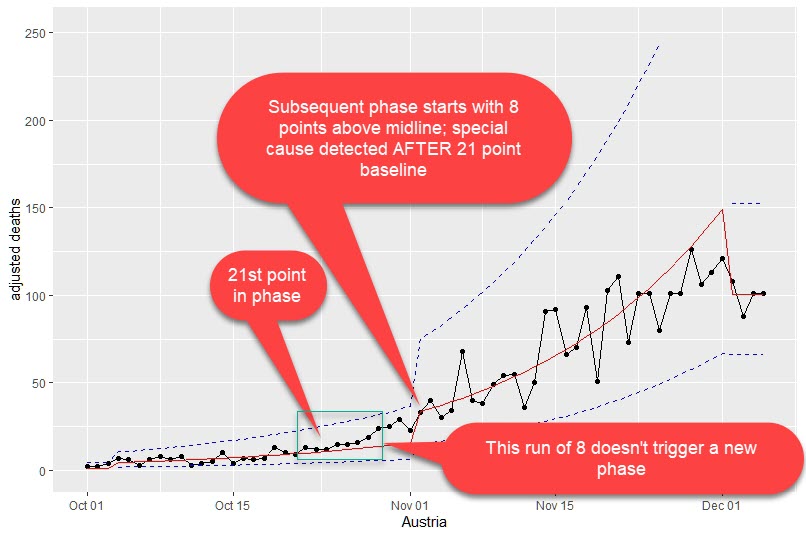 250
200
150
100
50
0
adjusted deaths
Subsequent phase starts with 8
points above midline; special
cause detected AFTER 21 point
baseline
21st point
in phase
This run of 8 doesn't trigger a new
phase
Oct 01
Oct 15
Nov 01
Nov 15
Dec 01
Austria